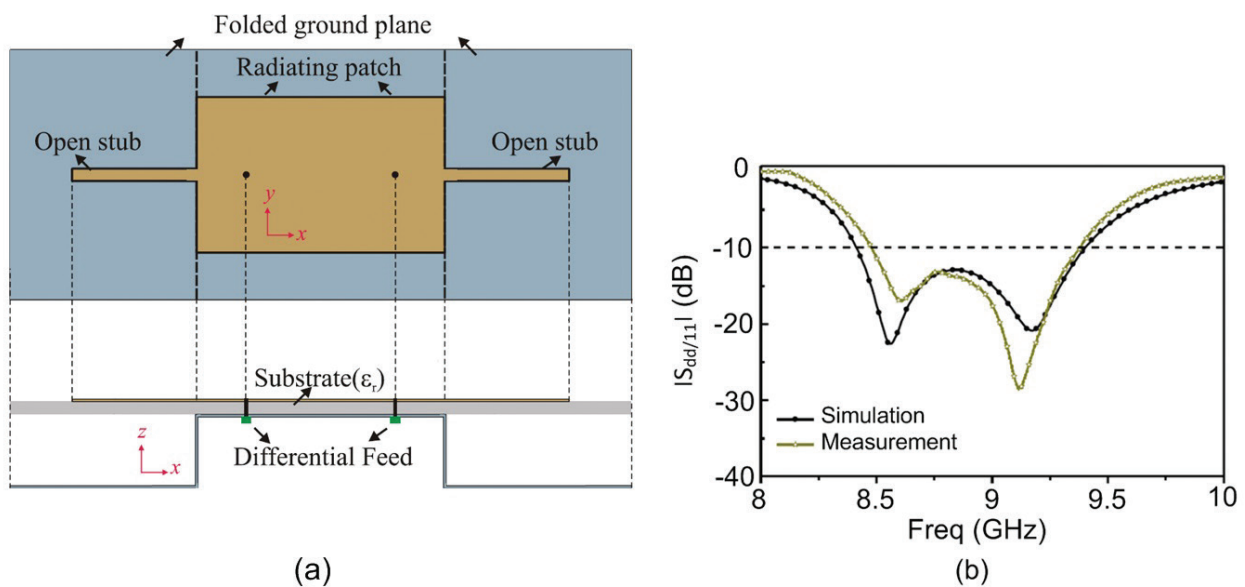 Folded ground plane
Radiating patch
Open stub
Open stub
y
x
Substrate(εr)
z
x
Differential Feed
(a)
|Sdd/11| (dB)
0
-10
-20
-30
-40
Simulation
Measurement
8
8.5
9
9.5
10
Freq (GHz)
(b)